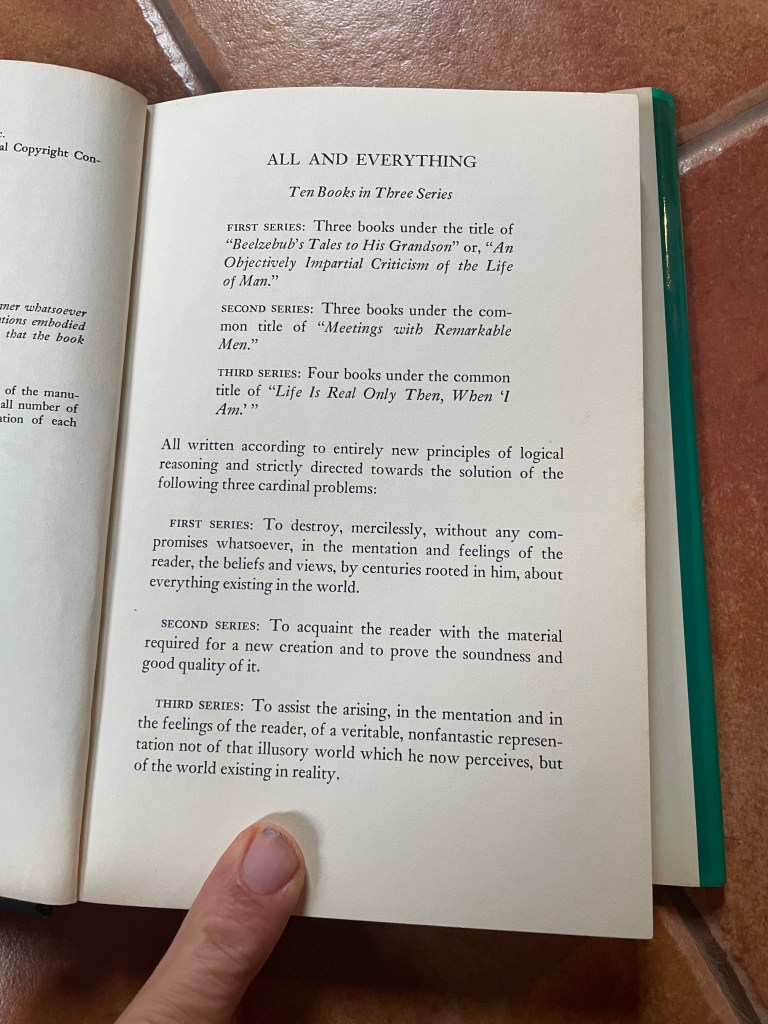 c.
al Copyright Con-
ner whatsoever
tions embodied
that the book
of the manu-
all number of
ation of each
ALL AND EVERYTHING
Ten Books in Three Series
FIRST SERIES: Three books under the title of
“Beelzebub’s Tales to His Grandson” or, “An
Objectively Impartial Criticism of the Life
of Man.”
SECOND SERIES: Three books under the com-
mon title of “Meetings with Remarkable
Men.”
THIRD SERIES: Four books under the common
title of “Life Is Real Only Then, When ‘I
Am.’ ”
All written according to entirely new principles of logical
reasoning and strictly directed towards the solution of the
following three cardinal problems:
FIRST SERIES: To destroy, mercilessly, without any com-
promises whatsoever, in the mentation and feelings of the
reader, the beliefs and views, by centuries rooted in him, about
everything existing in the world.
SECOND SERIES: To acquaint the reader with the material
required for a new creation and to prove the soundness and
good quality of it.
THIRD SERIES: To assist the arising, in the mentation and in
the feelings of the reader, of a veritable, nonfantastic represen-
tation not of that illusory world which he now perceives, but
of the world existing in reality.